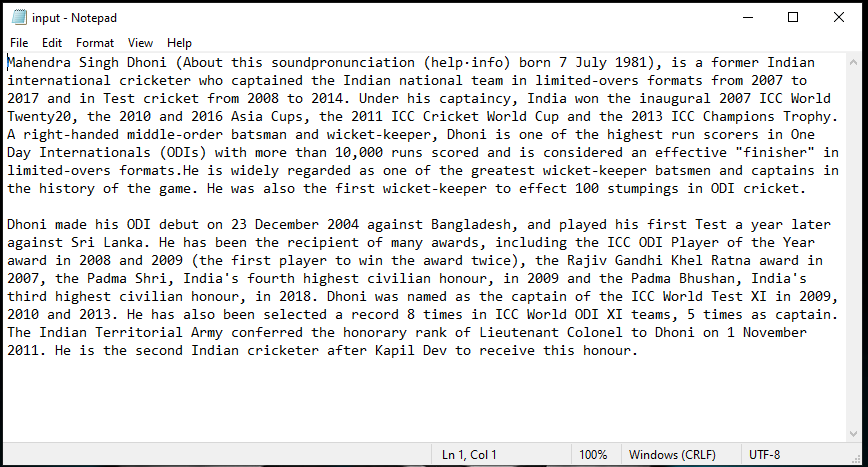 input - Notepad
File Edit Format View Help
Mahendra Singh Dhoni (About this soundpronunciation (help·info) born 7 July 1981), is a former Indian
international cricketer who captained the Indian national team in limited-overs formats from 2007 to
2017 and in Test cricket from 2008 to 2014. Under his captaincy, India won the inaugural 2007 ICC World
Twenty20, the 2010 and 2016 Asia Cups, the 2011 ICC Cricket World Cup and the 2013 ICC Champions Trophy.
A right-handed middle-order batsman and wicket-keeper, Dhoni is one of the highest run scorers in One
Day Internationals (ODIs) with more than 10,000 runs scored and is considered an effective "finisher" in
limited-overs formats.He is widely regarded as one of the greatest wicket-keeper batsmen and captains in
the history of the game. He was also the first wicket-keeper to effect 100 stumpings in ODI cricket.

Dhoni made his ODI debut on 23 December 2004 against Bangladesh, and played his first Test a year later
against Sri Lanka. He has been the recipient of many awards, including the ICC ODI Player of the Year
award in 2008 and 2009 (the first player to win the award twice), the Rajiv Gandhi Khel Ratna award in
2007, the Padma Shri, India's fourth highest civilian honour, in 2009 and the Padma Bhushan, India's
third highest civilian honour, in 2018. Dhoni was named as the captain of the ICC World Test XI in 2009,
2010 and 2013. He has also been selected a record 8 times in ICC World ODI XI teams, 5 times as captain.
The Indian Territorial Army conferred the honorary rank of Lieutenant Colonel to Dhoni on 1 November
2011. He is the second Indian cricketer after Kapil Dev to receive this honour.
Ln 1, Col 1 100% Windows (CRLF) UTF-8